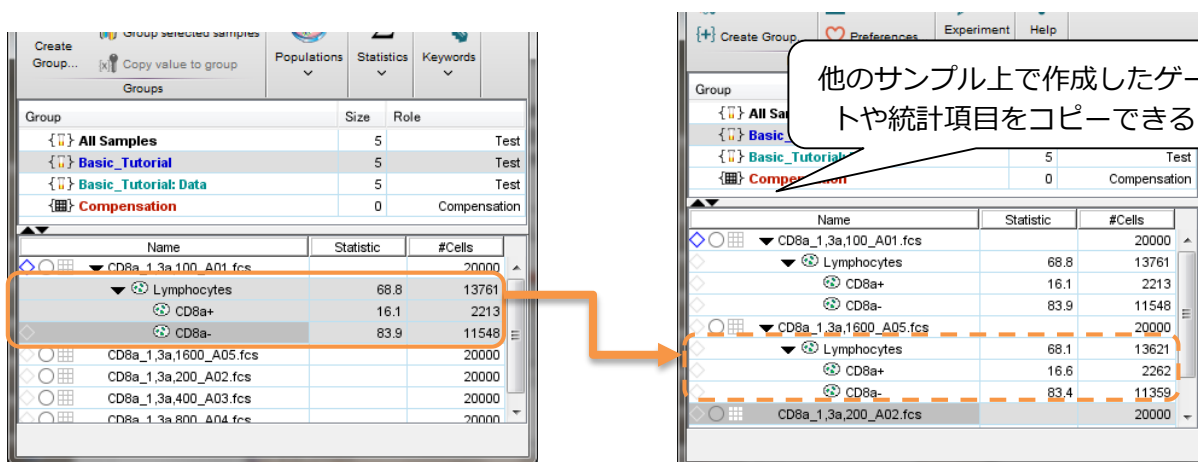 Group selected samples
Create
Group...
Copy value to group
Populations
Statistics
Keywords
Groups
Group Size Role
All Samples 5 Test
Basic_Tutorial 5 Test
Basic_Tutorial: Data 5 Test
Compensation 0 Compensation
Name Statistic #Cells
CD8a_1,3a,100_A01.fcs 20000
Lymphocytes 68.8 13761
CD8a+ 16.1 2213
CD8a- 83.9 11548
CD8a_1,3a,1600_A05.fcs 20000
CD8a_1,3a,200_A02.fcs 20000
CD8a_1,3a,400_A03.fcs 20000
CD8a_1,3a,800_A04.fcs 20000
{+} Create Group...
Preferences
Experiment
Help
他のサンプル上で作成したゲー
トや統計項目をコピーできる
Group
All
Basic_
Basic_Tutorial: 5 Test
Compensation 0 Compensation
Name Statistic #Cells
CD8a_1,3a,100_A01.fcs 20000
Lymphocytes 68.8 13761
CD8a+ 16.1 2213
CD8a- 83.9 11548
CD8a_1,3a,1600_A05.fcs 20000
Lymphocytes 68.1 13621
CD8a+ 16.6 2262
CD8a- 83.4 11359
CD8a_1,3a,200_A02.fcs 20000